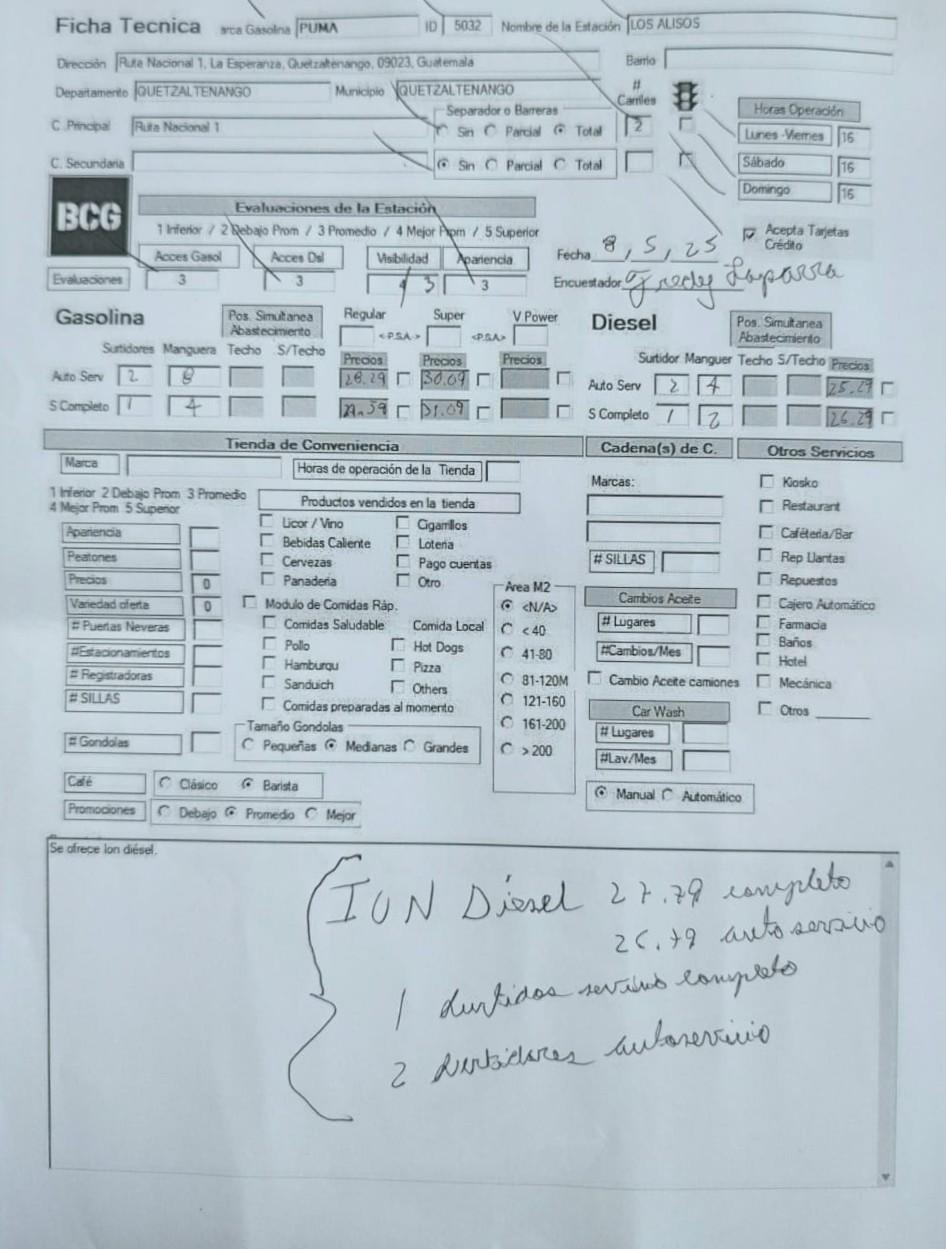 Ficha Tecnica arca Gasolina PUMA ID 5032 Nombre de la Estación LOS ALISOS
Dirección Ruta Nacional 1, La Esperanza, Quetzaltenango, 09023, Guatemala Barrio
Departamento QUETZALTENANGO Municipio QUETZALTENANGO # Carriles
Separador o Barreras Horas Operación
C. Principal Ruta Nacional 1 Sin Parcial Total 2 Lunes -Viernes 16
C. Secundaria Sin Parcial Total Sábado 16
Domingo 16
BCG
Evaluaciones de la Estación
1 Inferior / 2 Debajo Prom / 3 Promedio / 4 Mejor Prom / 5 Superior
Acepta Tarjetas Crédito
Acces Gasol Acces Dsl Visibilidad Apariencia Fecha 8, 5, 25
Evaluaciones 3 3 4 3 3 Encuestador Fredy Laparra
Gasolina Pos. Simultanea Abastecimiento Regular Super V Power Diesel Pos. Simultanea Abastecimiento
<P.S.A.> <P.S.A>
Surtidores Manguera Techo S/Techo Precios Precios Precios Surtidor Manguer Techo S/Techo Precios
Auto Serv 2 8 28.29 30.09 Auto Serv 2 4 25.29
S Completo 1 4 29.59 31.09 S Completo 1 2 26.29
Tienda de Conveniencia Cadena(s) de C. Otros Servicios
Marca Horas de operación de la Tienda
1 Inferior 2 Debajo Prom 3 Promedio
4 Mejor Prom 5 Superior
Productos vendidos en la tienda
Apariencia
Peatones
Precios 0
Variedad oferta 0
# Puertas Neveras
#Estacionamientos
# Registradoras
# SILLAS
# Gondolas
Licor / Vino Cigarrillos
Bebidas Caliente Loteria
Cervezas Pago cuentas
Panaderia Otro
Modulo de Comidas Ráp.
Comidas Saludable Comida Local
Pollo Hot Dogs
Hamburqu Pizza
Sanduich Others
Comidas preparadas al momento
Tamaño Gondolas
Pequeñas Medianas Grandes
Area M2
<N/A>
< 40
41-80
81-120M
121-160
161-200
> 200
Marcas:
# SILLAS
Cambios Aceite
# Lugares
#Cambios/Mes
Cambio Aceite camiones
Car Wash
# Lugares
#Lav/Mes
Manual Automático
Kiosko
Restaurant
Caféteria/Bar
Rep Llantas
Repuestos
Cajero Automático
Farmacia
Baños
Hotel
Mecánica
Otros
Café Clásico Barista
Promociones Debajo Promedio Mejor
Se ofrece Ion diésel.
ION Diesel 27.79 completo
26.79 auto servicio
1 surtidos servicio completo
2 surtidores autoservicio